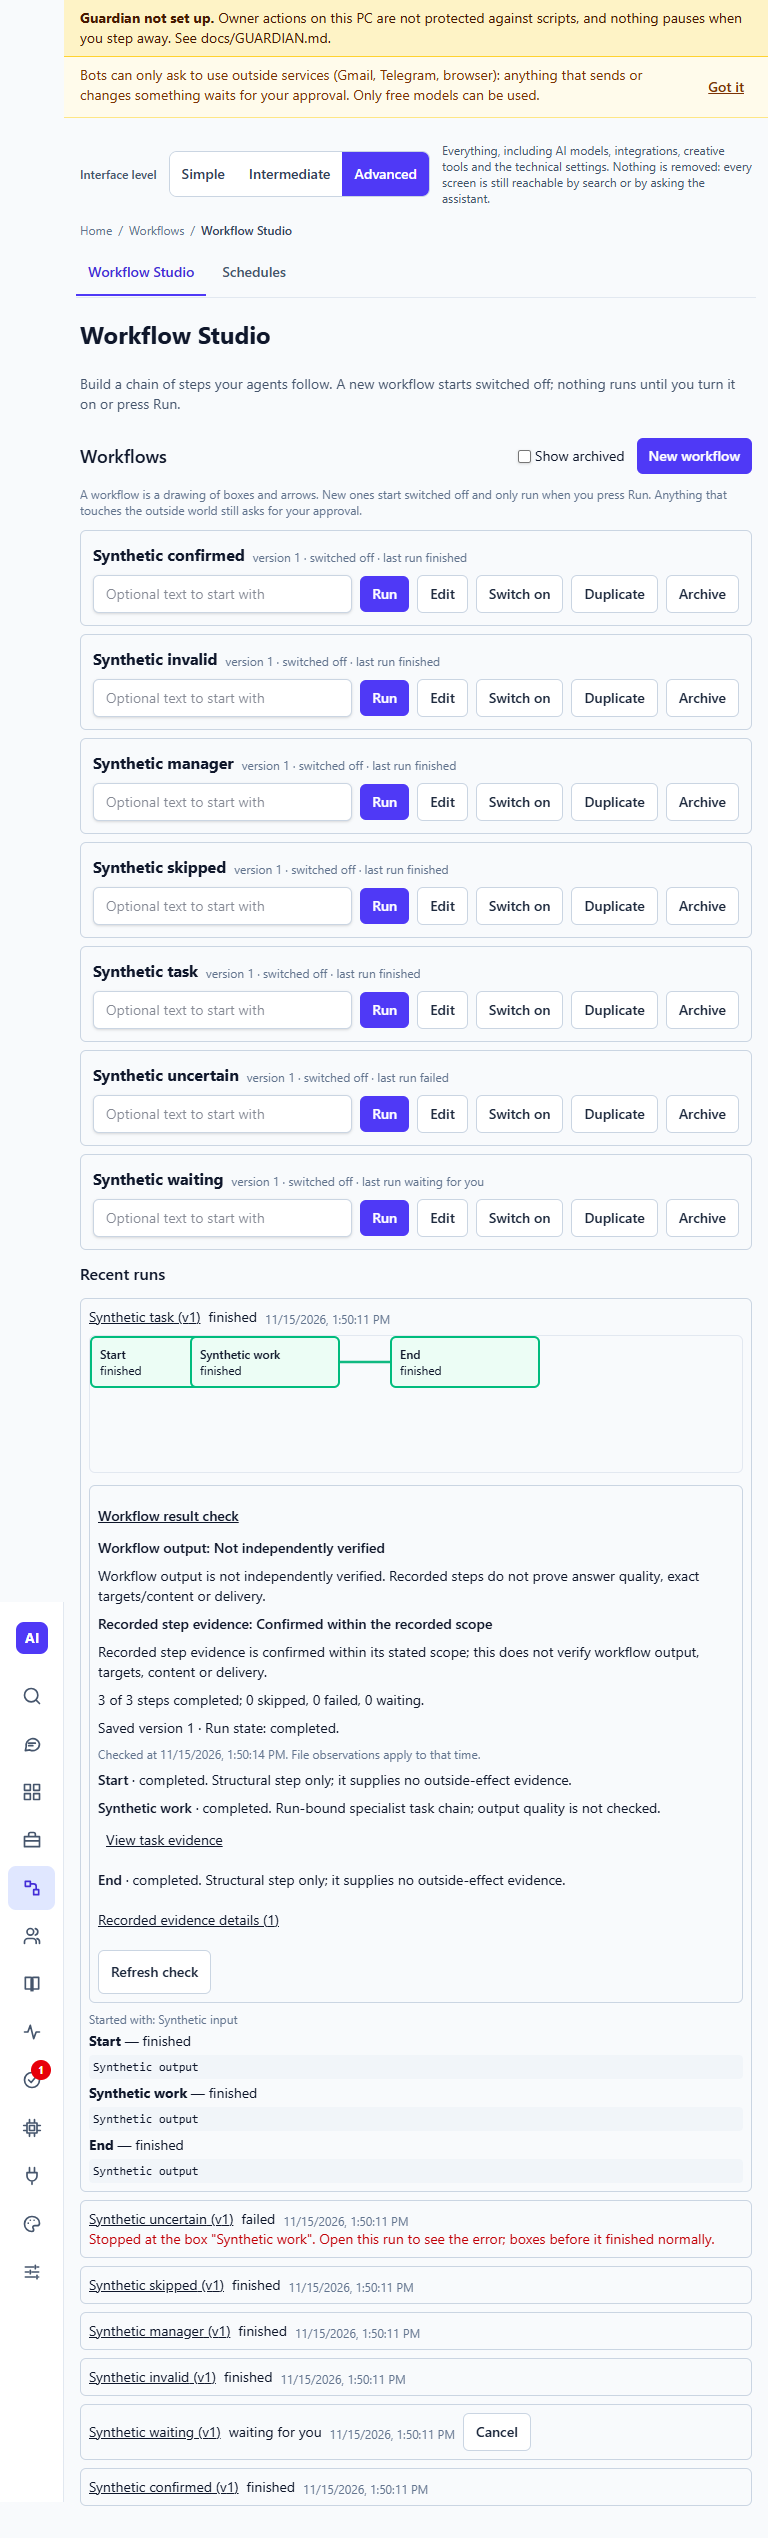 Guardian not set up. Owner actions on this PC are not protected against scripts, and nothing pauses when
you step away. See docs/GUARDIAN.md.
Bots can only ask to use outside services (Gmail, Telegram, browser): anything that sends or
changes something waits for your approval. Only free models can be used.
Got it
Interface level
Simple
Intermediate
Advanced
Everything, including AI models, integrations, creative
tools and the technical settings. Nothing is removed: every
screen is still reachable by search or by asking the
assistant.
Home / Workflows / Workflow Studio
Workflow Studio
Schedules
Workflow Studio
Build a chain of steps your agents follow. A new workflow starts switched off; nothing runs until you turn it
on or press Run.
Workflows
Show archived
New workflow
A workflow is a drawing of boxes and arrows. New ones start switched off and only run when you press Run. Anything that
touches the outside world still asks for your approval.
Synthetic confirmed version 1 · switched off · last run finished
Optional text to start with Run Edit Switch on Duplicate Archive
Synthetic invalid version 1 · switched off · last run finished
Optional text to start with Run Edit Switch on Duplicate Archive
Synthetic manager version 1 · switched off · last run finished
Optional text to start with Run Edit Switch on Duplicate Archive
Synthetic skipped version 1 · switched off · last run finished
Optional text to start with Run Edit Switch on Duplicate Archive
Synthetic task version 1 · switched off · last run finished
Optional text to start with Run Edit Switch on Duplicate Archive
Synthetic uncertain version 1 · switched off · last run failed
Optional text to start with Run Edit Switch on Duplicate Archive
Synthetic waiting version 1 · switched off · last run waiting for you
Optional text to start with Run Edit Switch on Duplicate Archive
Recent runs
Synthetic task (v1) finished 11/15/2026, 1:50:11 PM
Start
finished
Synthetic work
finished
End
finished
Workflow result check
Workflow output: Not independently verified
Workflow output is not independently verified. Recorded steps do not prove answer quality, exact
targets/content or delivery.
Recorded step evidence: Confirmed within the recorded scope
Recorded step evidence is confirmed within its stated scope; this does not verify workflow output,
targets, content or delivery.
3 of 3 steps completed; 0 skipped, 0 failed, 0 waiting.
Saved version 1 · Run state: completed.
Checked at 11/15/2026, 1:50:14 PM. File observations apply to that time.
Start · completed. Structural step only; it supplies no outside-effect evidence.
Synthetic work · completed. Run-bound specialist task chain; output quality is not checked.
View task evidence
End · completed. Structural step only; it supplies no outside-effect evidence.
Recorded evidence details (1)
Refresh check
Started with: Synthetic input
Start — finished
Synthetic output
Synthetic work — finished
Synthetic output
End — finished
Synthetic output
Synthetic uncertain (v1) failed 11/15/2026, 1:50:11 PM
Stopped at the box "Synthetic work". Open this run to see the error; boxes before it finished normally.
Synthetic skipped (v1) finished 11/15/2026, 1:50:11 PM
Synthetic manager (v1) finished 11/15/2026, 1:50:11 PM
Synthetic invalid (v1) finished 11/15/2026, 1:50:11 PM
Synthetic waiting (v1) waiting for you 11/15/2026, 1:50:11 PM Cancel
Synthetic confirmed (v1) finished 11/15/2026, 1:50:11 PM
AI
1